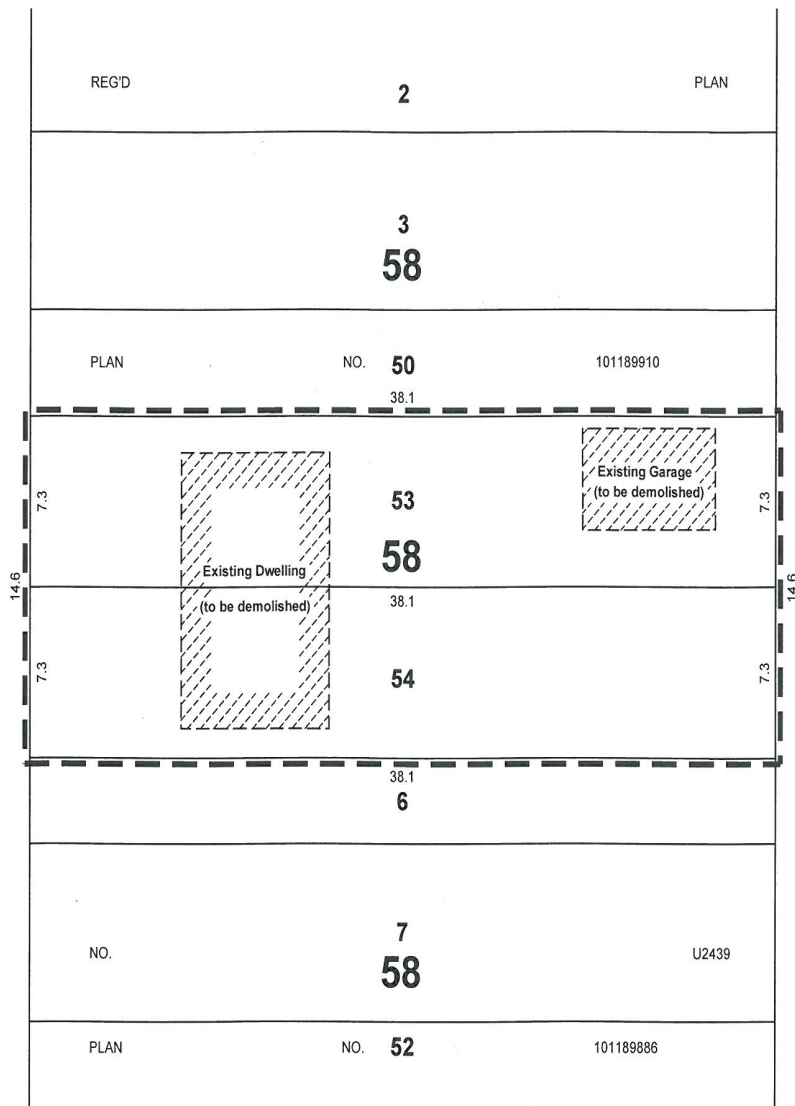 REG'D 2 PLAN
3
58
PLAN NO. 50 101189910
38.1
Existing Garage
(to be demolished)
7.3 53 7.3
58
Existing Dwelling
14.6 14.6
38.1
(to be demolished)
7.3 54 7.3
38.1
6
7
NO. U2439
58
PLAN NO. 52 101189886